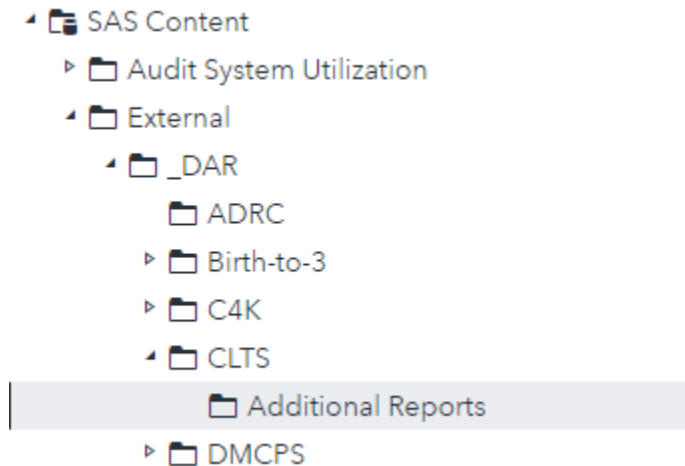 SAS Content
Audit System Utilization
External
_DAR
ADRC
Birth-to-3
C4K
CLTS
Additional Reports
DMCPS